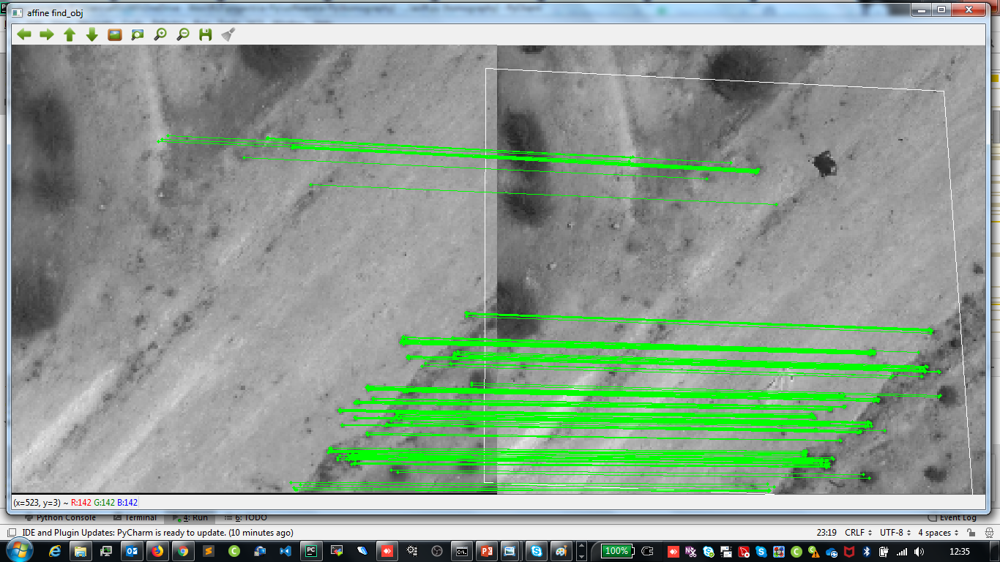 affine find_obj
(x=523, y=3) ~ R:142 G:142 B:142
Python Console Terminal 4: Run 6: TODO Event Log
IDE and Plugin Updates: PyCharm is ready to update. (10 minutes ago) 23:19 CRLF UTF-8 4 spaces
100% 12:35